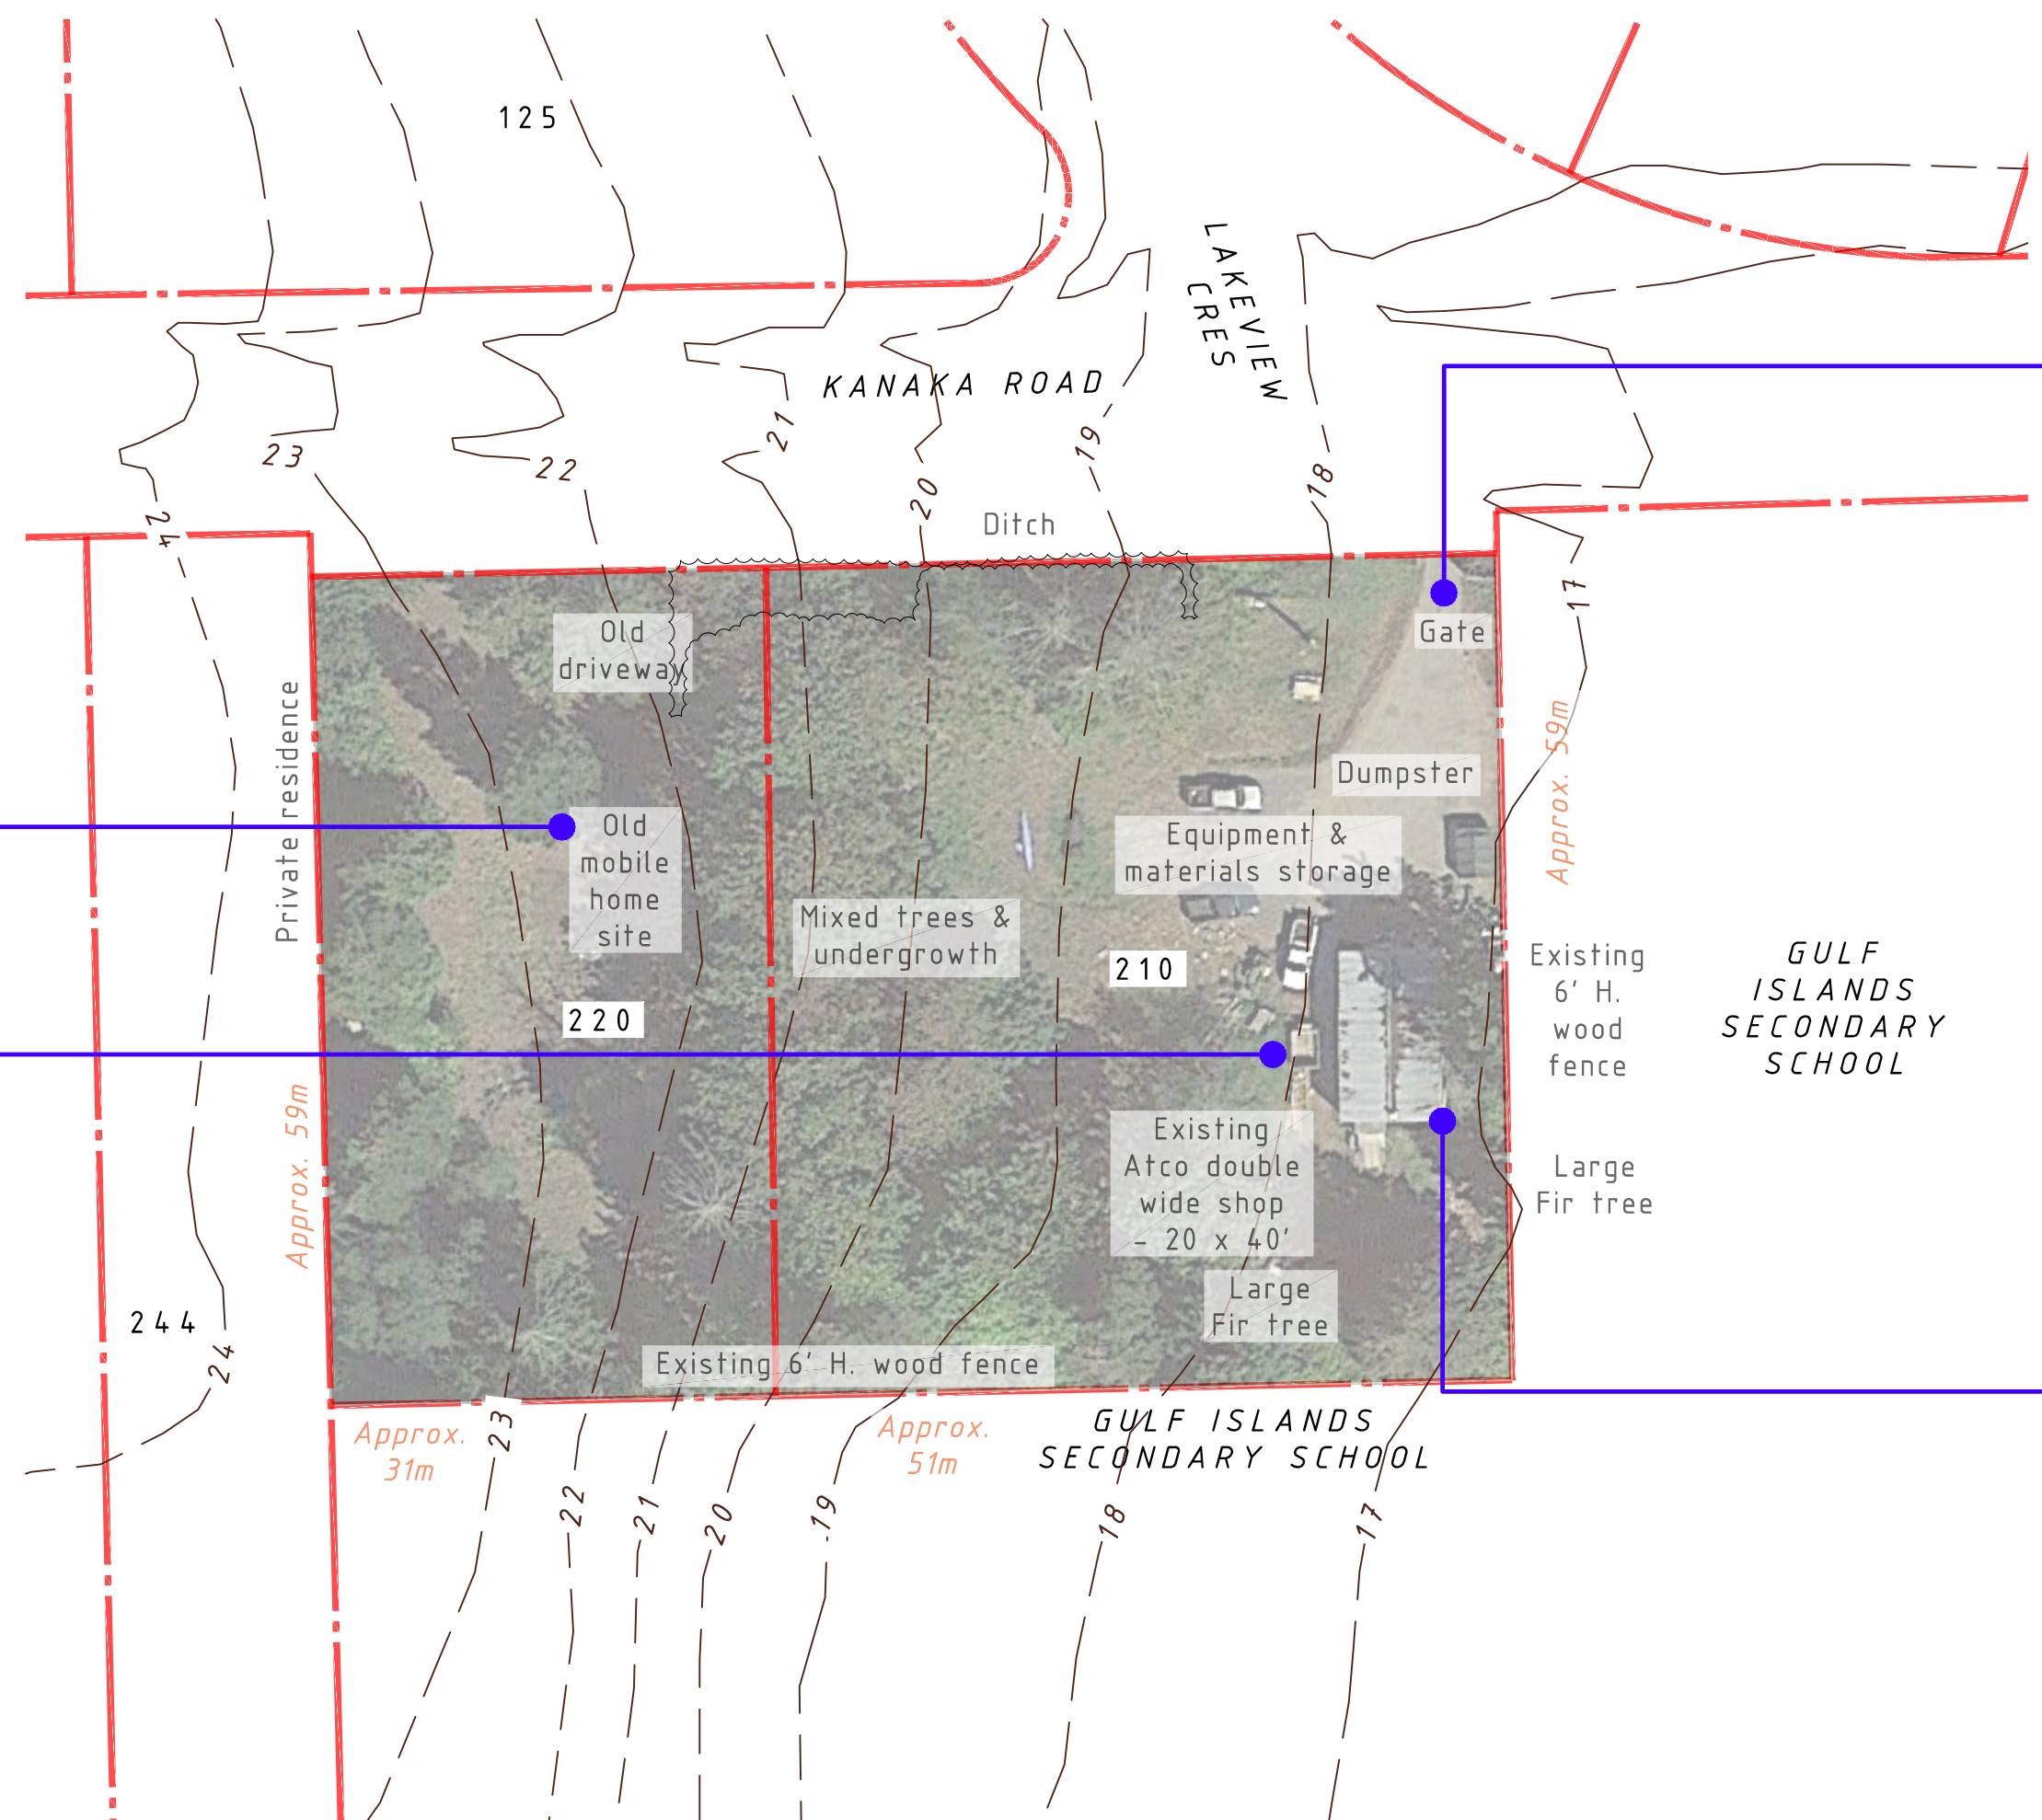 125
LAKEVIEW
CRES
KANAKA ROAD
21
19
23
22
18
20
24
Ditch
17
Old
driveway
Gate
Private residence
Approx. 59m
Dumpster
Old
mobile
home
site
Equipment &
materials storage
Mixed trees &
undergrowth
210
Existing
6' H.
wood
fence
GULF
ISLANDS
SECONDARY
SCHOOL
220
Approx. 59m
Existing
Atco double
wide shop
- 20 x 40'
Large
Fir tree
Large
Fir tree
244
24
Existing 6' H. wood fence
Approx.
31m
23
Approx.
51m
GULF ISLANDS
SECONDARY SCHOOL
22
21
20
19
18
17